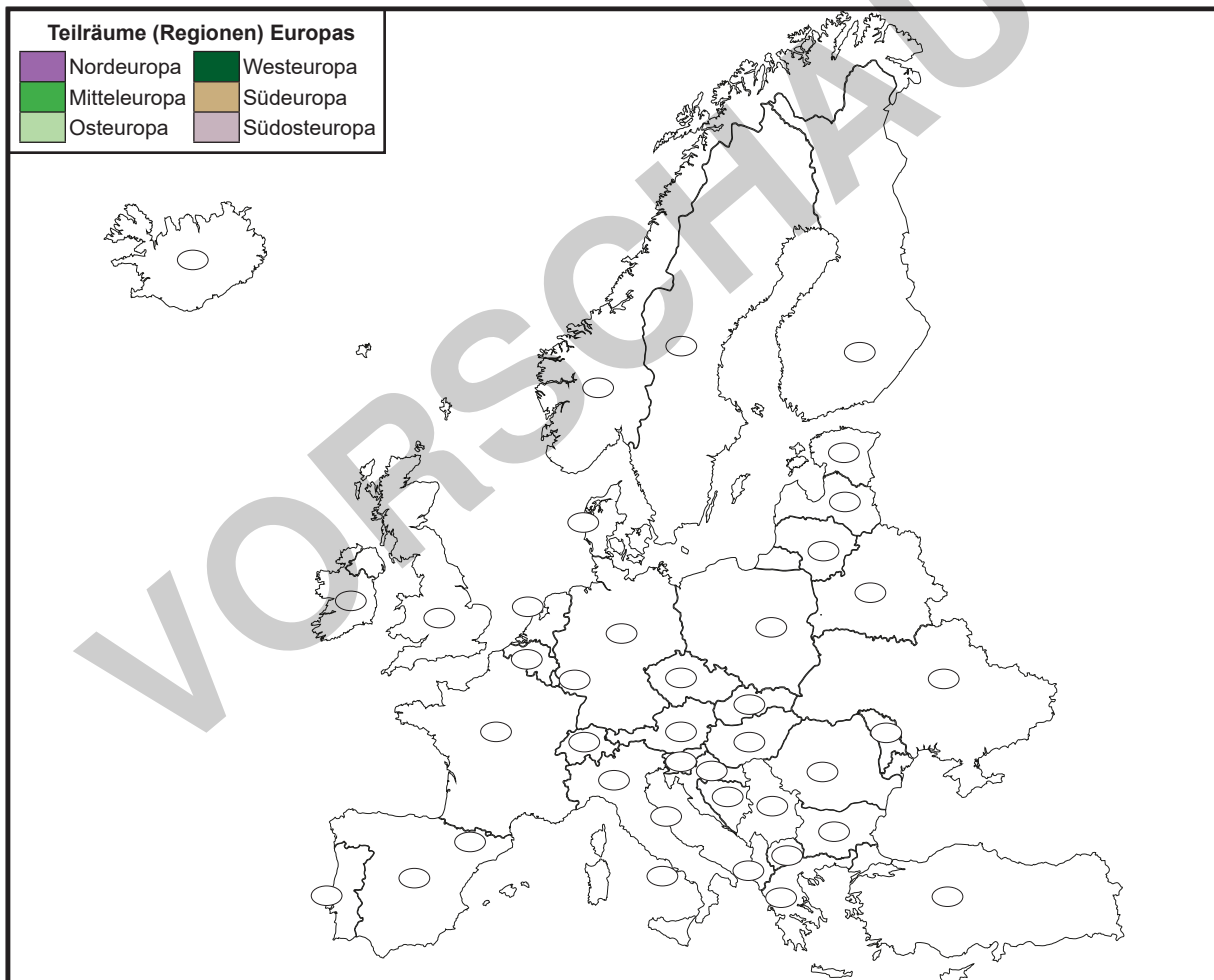 Teilräume (Regionen) Europas
Nordeuropa Westeuropa
Mitteleuropa Südeuropa
Osteuropa Südosteuropa
VORSCHAU